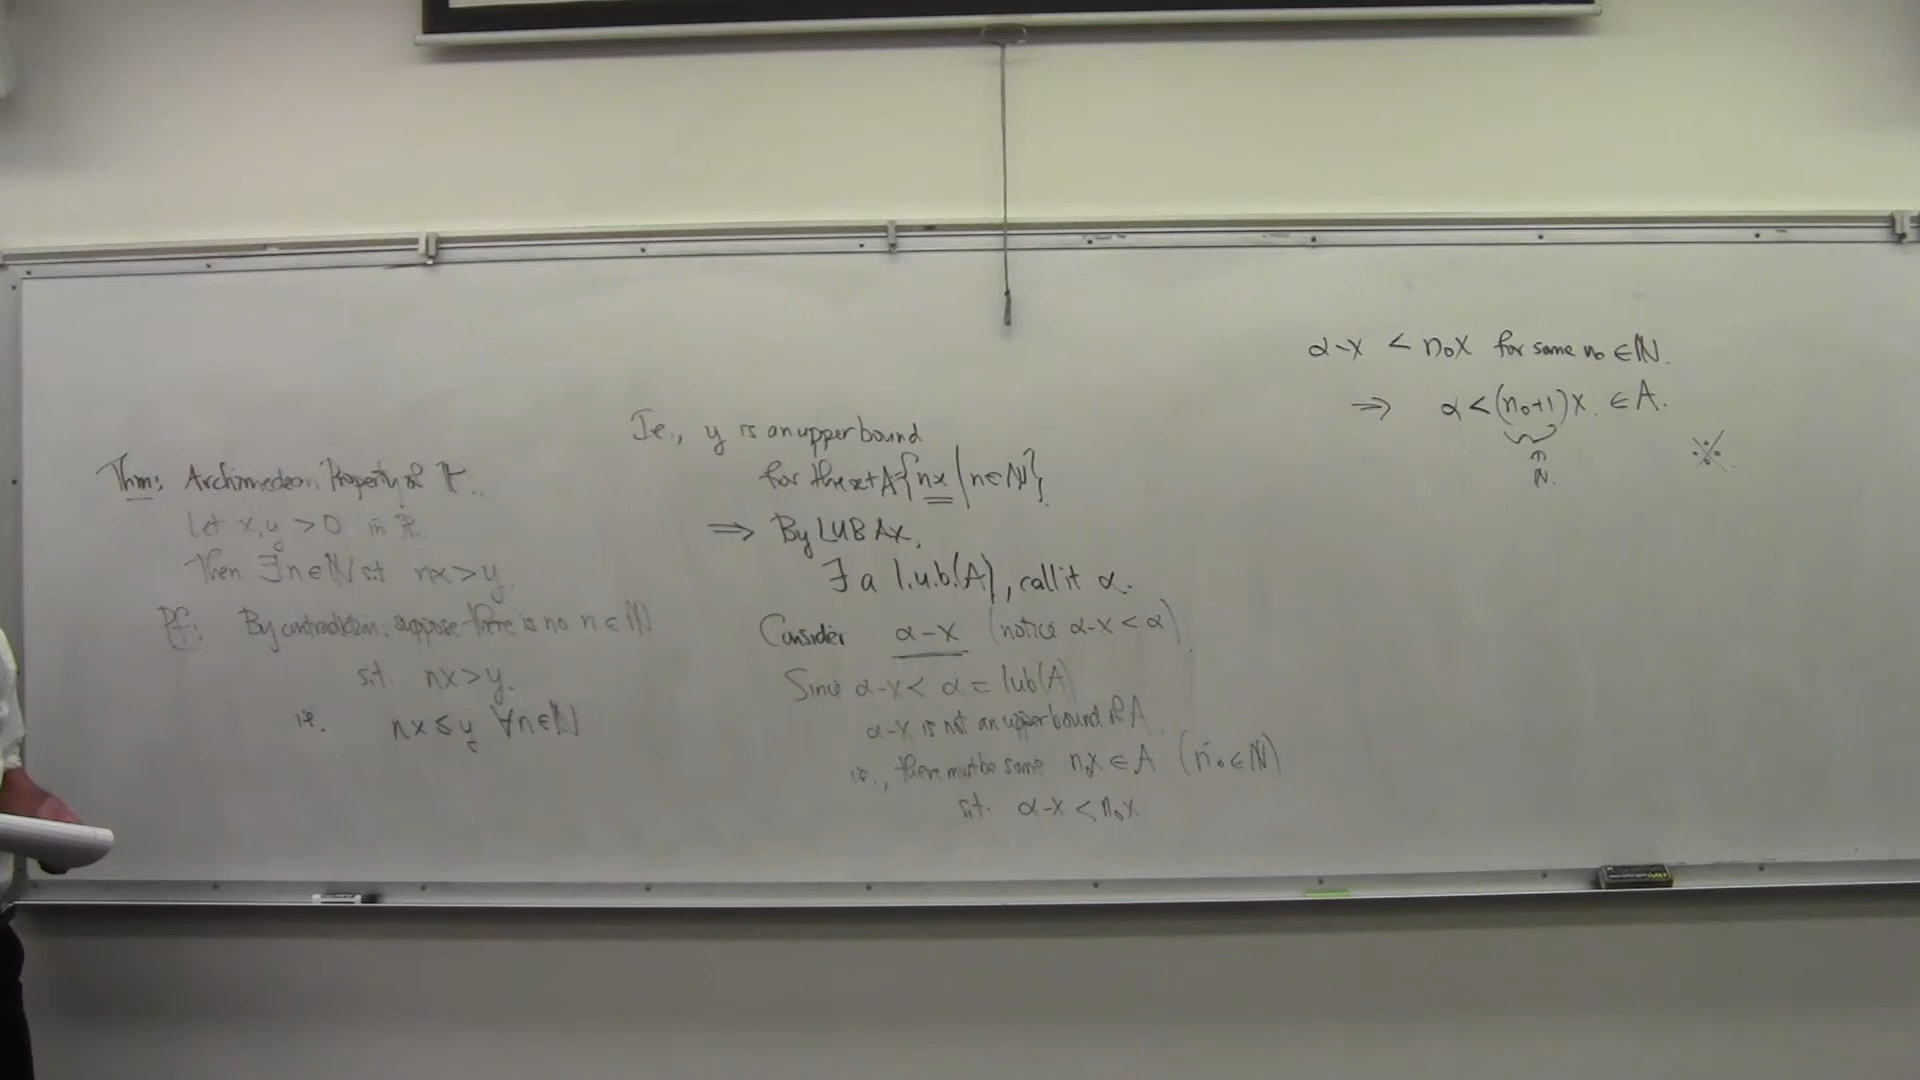 Thm: Archimedean Property of ℝ.
Let x, y > 0 in ℝ.
Then ∃ n ∈ ℕ s.t. nx > y.
Pf: By contradiction, suppose there is no n ∈ ℕ
s.t. nx > y.
i.e. nx ≤ y ∀n ∈ ℕ
I.e., y is an upper bound
for the set A {nx | n ∈ ℕ}
⇒ By LUB Ax,
∃ a l.u.b.(A), call it α.
Consider α-x (notice α-x < α)
Since α-x < α = lub(A)
α-x is not an upper bound of A
i.e., there must be some n₀x ∈ A (n₀ ∈ ℕ)
s.t. α-x < n₀x.
α-x < n₀x for some n₀ ∈ ℕ.
⇒ α < (n₀+1)x. ∈ A.
ℕ.
※